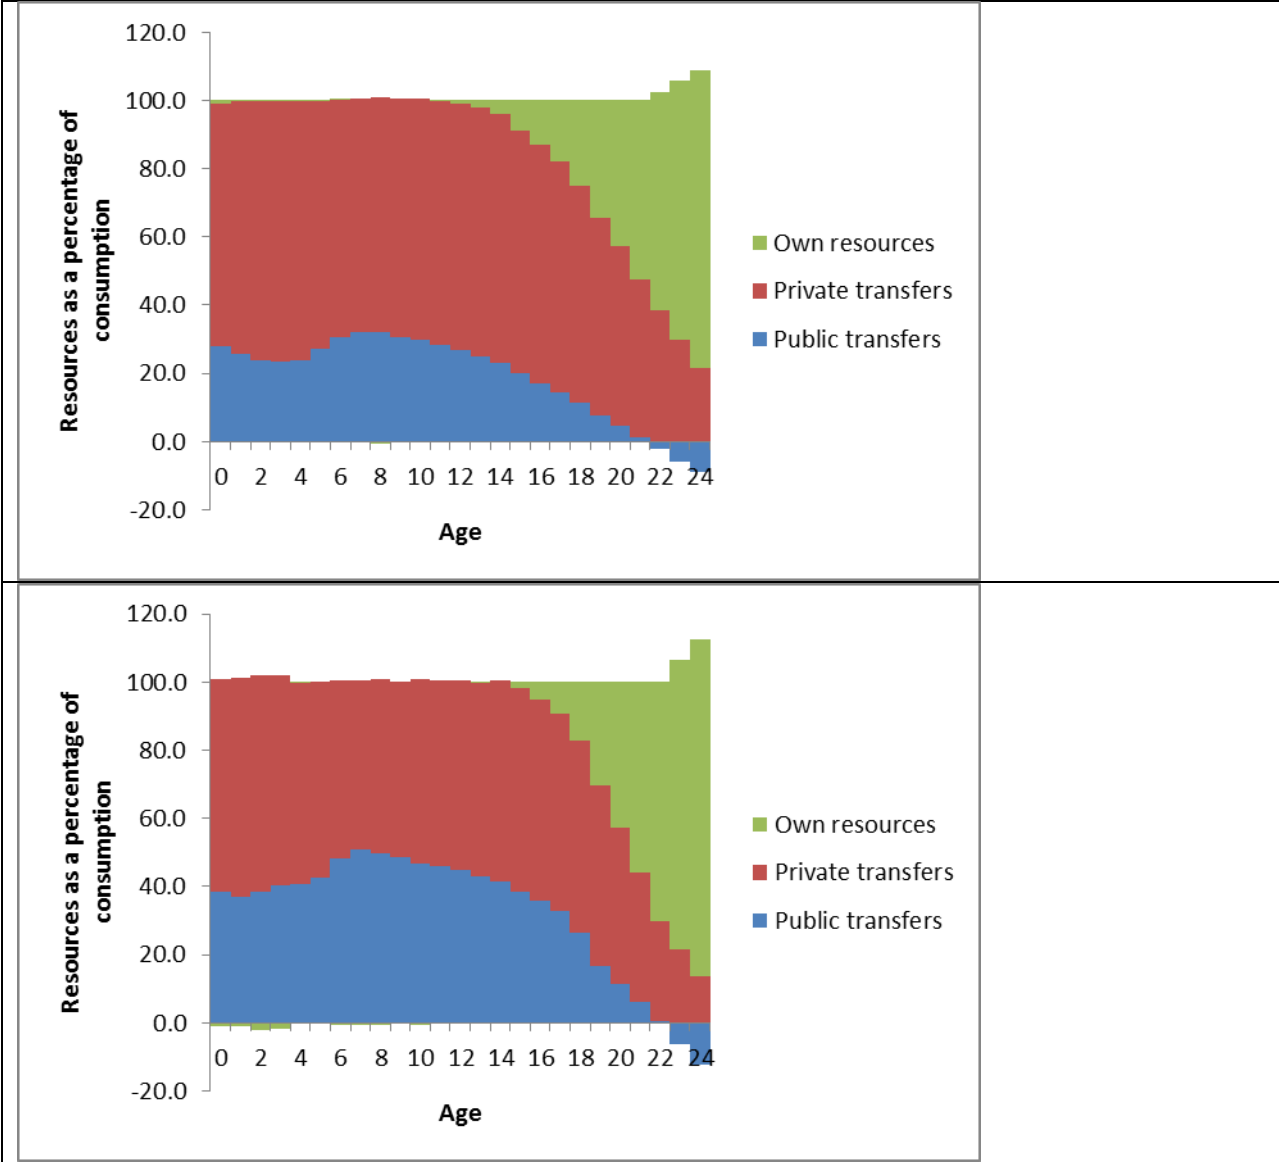 120.0
100.0
80.0
60.0
40.0
20.0
0.0
-20.0
Resources as a percentage of
consumption
0 2 4 6 8 10 12 14 16 18 20 22 24
Age
Own resources
Private transfers
Public transfers
120.0
100.0
80.0
60.0
40.0
20.0
0.0
-20.0
Resources as a percentage of
consumption
0 2 4 6 8 10 12 14 16 18 20 22 24
Age
Own resources
Private transfers
Public transfers